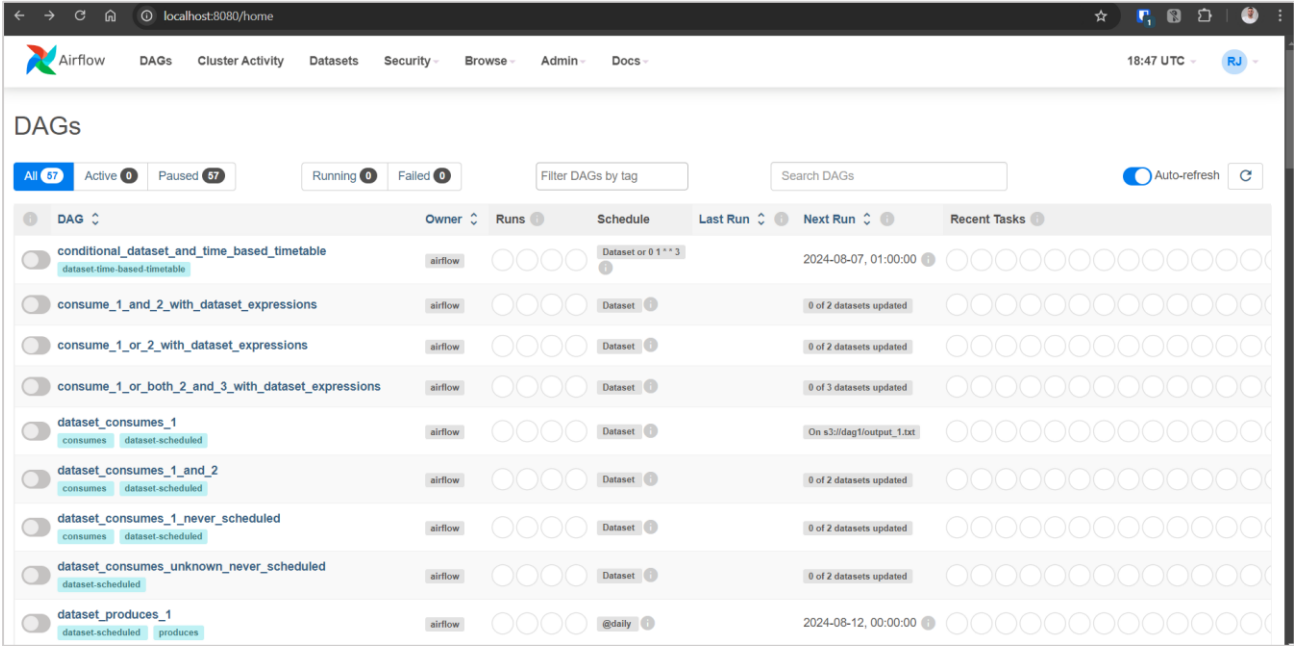 localhost:8080/home
Airflow DAGs Cluster Activity Datasets Security Browse Admin Docs 18:47 UTC RJ
DAGs
All 57 Active 0 Paused 57 Running 0 Failed 0 Filter DAGs by tag Search DAGs Auto-refresh
DAG Owner Runs Schedule Last Run Next Run Recent Tasks
conditional_dataset_and_time_based_timetable airflow Dataset or 0 1 * * 3 2024-08-07, 01:00:00
dataset-time-based-timetable
consume_1_and_2_with_dataset_expressions airflow Dataset 0 of 2 datasets updated
consume_1_or_2_with_dataset_expressions airflow Dataset 0 of 2 datasets updated
consume_1_or_both_2_and_3_with_dataset_expressions airflow Dataset 0 of 3 datasets updated
dataset_consumes_1 airflow Dataset On s3://dag1/output_1.txt
consumes dataset-scheduled
dataset_consumes_1_and_2 airflow Dataset 0 of 2 datasets updated
consumes dataset-scheduled
dataset_consumes_1_never_scheduled airflow Dataset 0 of 2 datasets updated
consumes dataset-scheduled
dataset_consumes_unknown_never_scheduled airflow Dataset 0 of 2 datasets updated
dataset-scheduled
dataset_produces_1 airflow @daily 2024-08-12, 00:00:00
dataset-scheduled produces